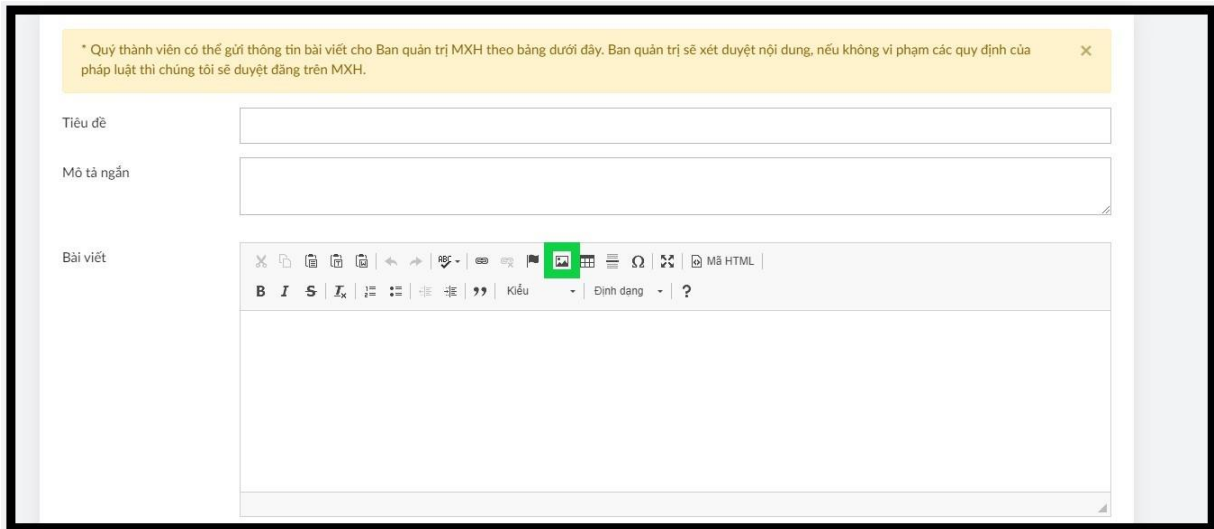 * Quý thành viên có thể gửi thông tin bài viết cho Ban quản trị MXH theo bảng dưới đây. Ban quản trị sẽ xét duyệt nội dung, nếu không vi phạm các quy định của
pháp luật thì chúng tôi sẽ duyệt đăng trên MXH.
×
Tiêu đề
Mô tả ngắn
Bài viết
ABC
Ω
Mã HTML
B I S Ix
Kiểu
Định dạng
?